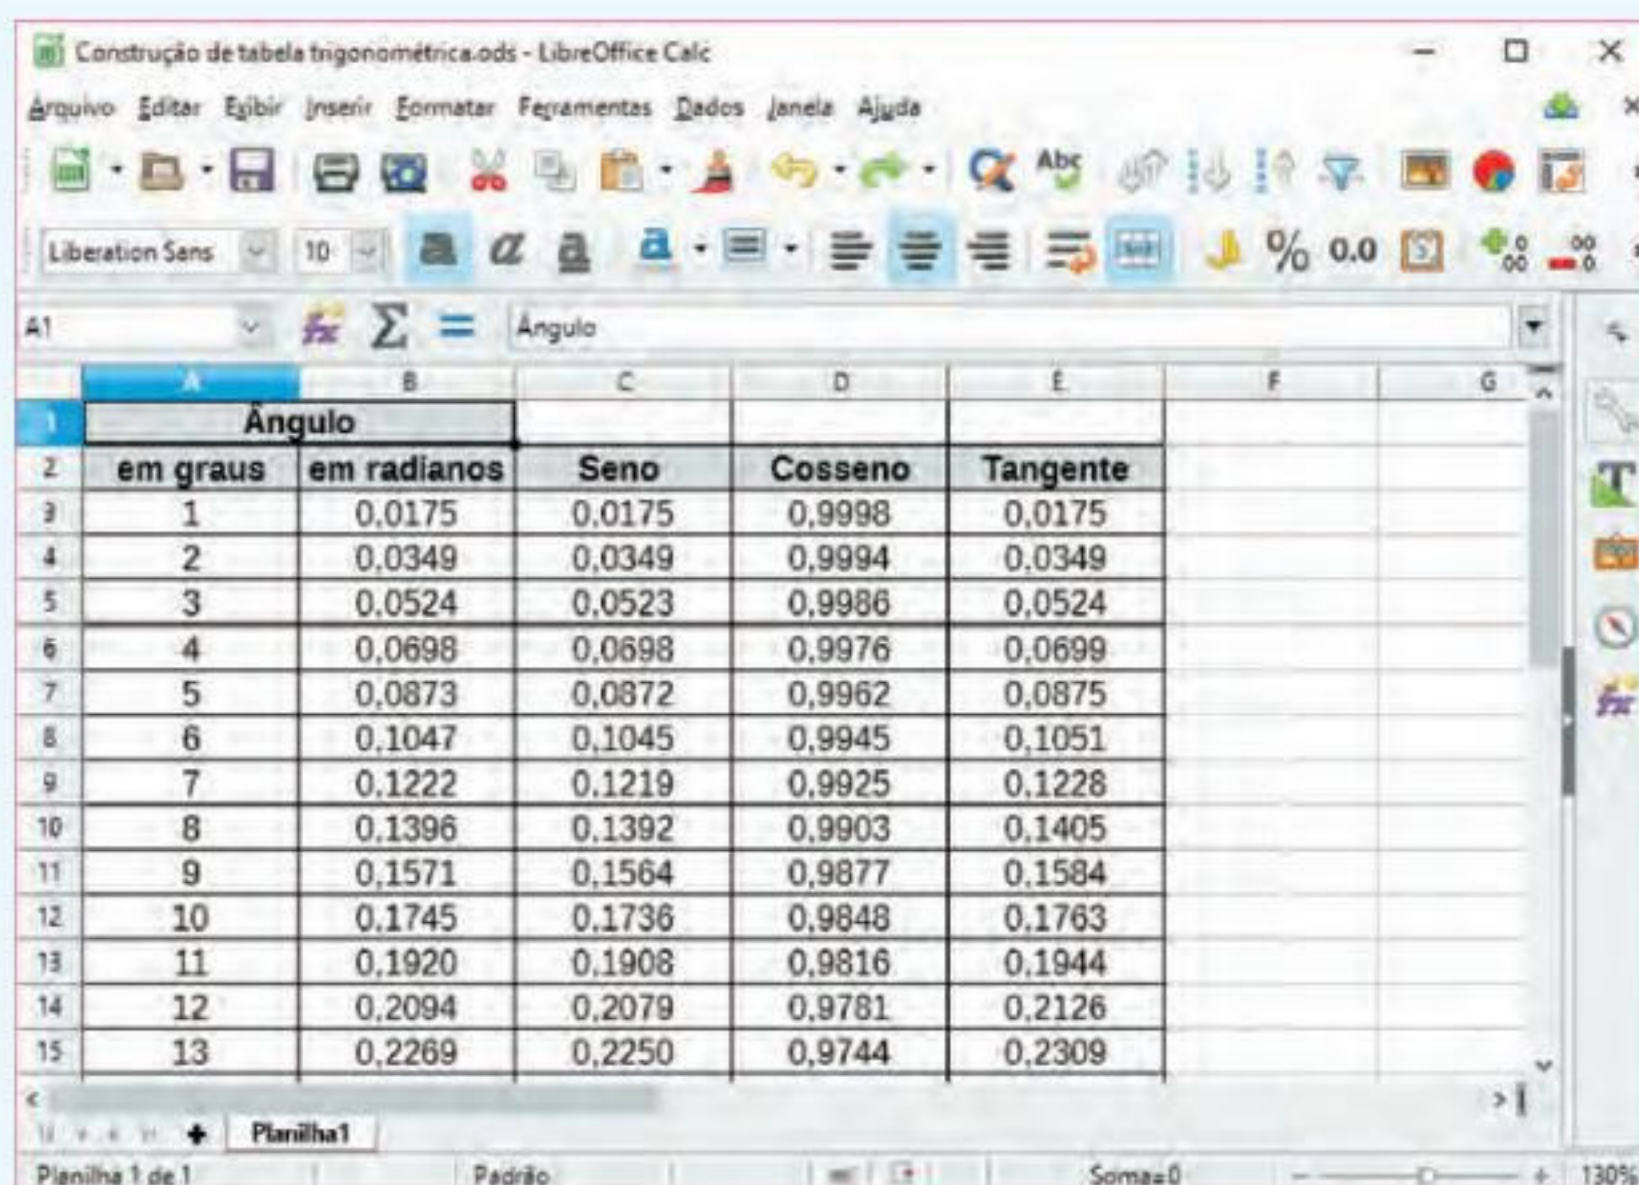 Construção de tabela trigonométrica.ods - LibreOffice Calc
Arquivo Editar Exibir Inserir Formatar Ferramentas Dados Janela Ajuda
Abc
Liberation Sans 10 a a a a % 0.0
A1 fx Σ = Ângulo
A B C D E F G
1 Ângulo
2 em graus em radianos Seno Cosseno Tangente
3 1 0,0175 0,0175 0,9998 0,0175
4 2 0,0349 0,0349 0,9994 0,0349
5 3 0,0524 0,0523 0,9986 0,0524
6 4 0,0698 0,0698 0,9976 0,0699
7 5 0,0873 0,0872 0,9962 0,0875
8 6 0,1047 0,1045 0,9945 0,1051
9 7 0,1222 0,1219 0,9925 0,1228
10 8 0,1396 0,1392 0,9903 0,1405
11 9 0,1571 0,1564 0,9877 0,1584
12 10 0,1745 0,1736 0,9848 0,1763
13 11 0,1920 0,1908 0,9816 0,1944
14 12 0,2094 0,2079 0,9781 0,2126
15 13 0,2269 0,2250 0,9744 0,2309
Planilha1
Planilha 1 de 1 Padrão Soma=0 130%